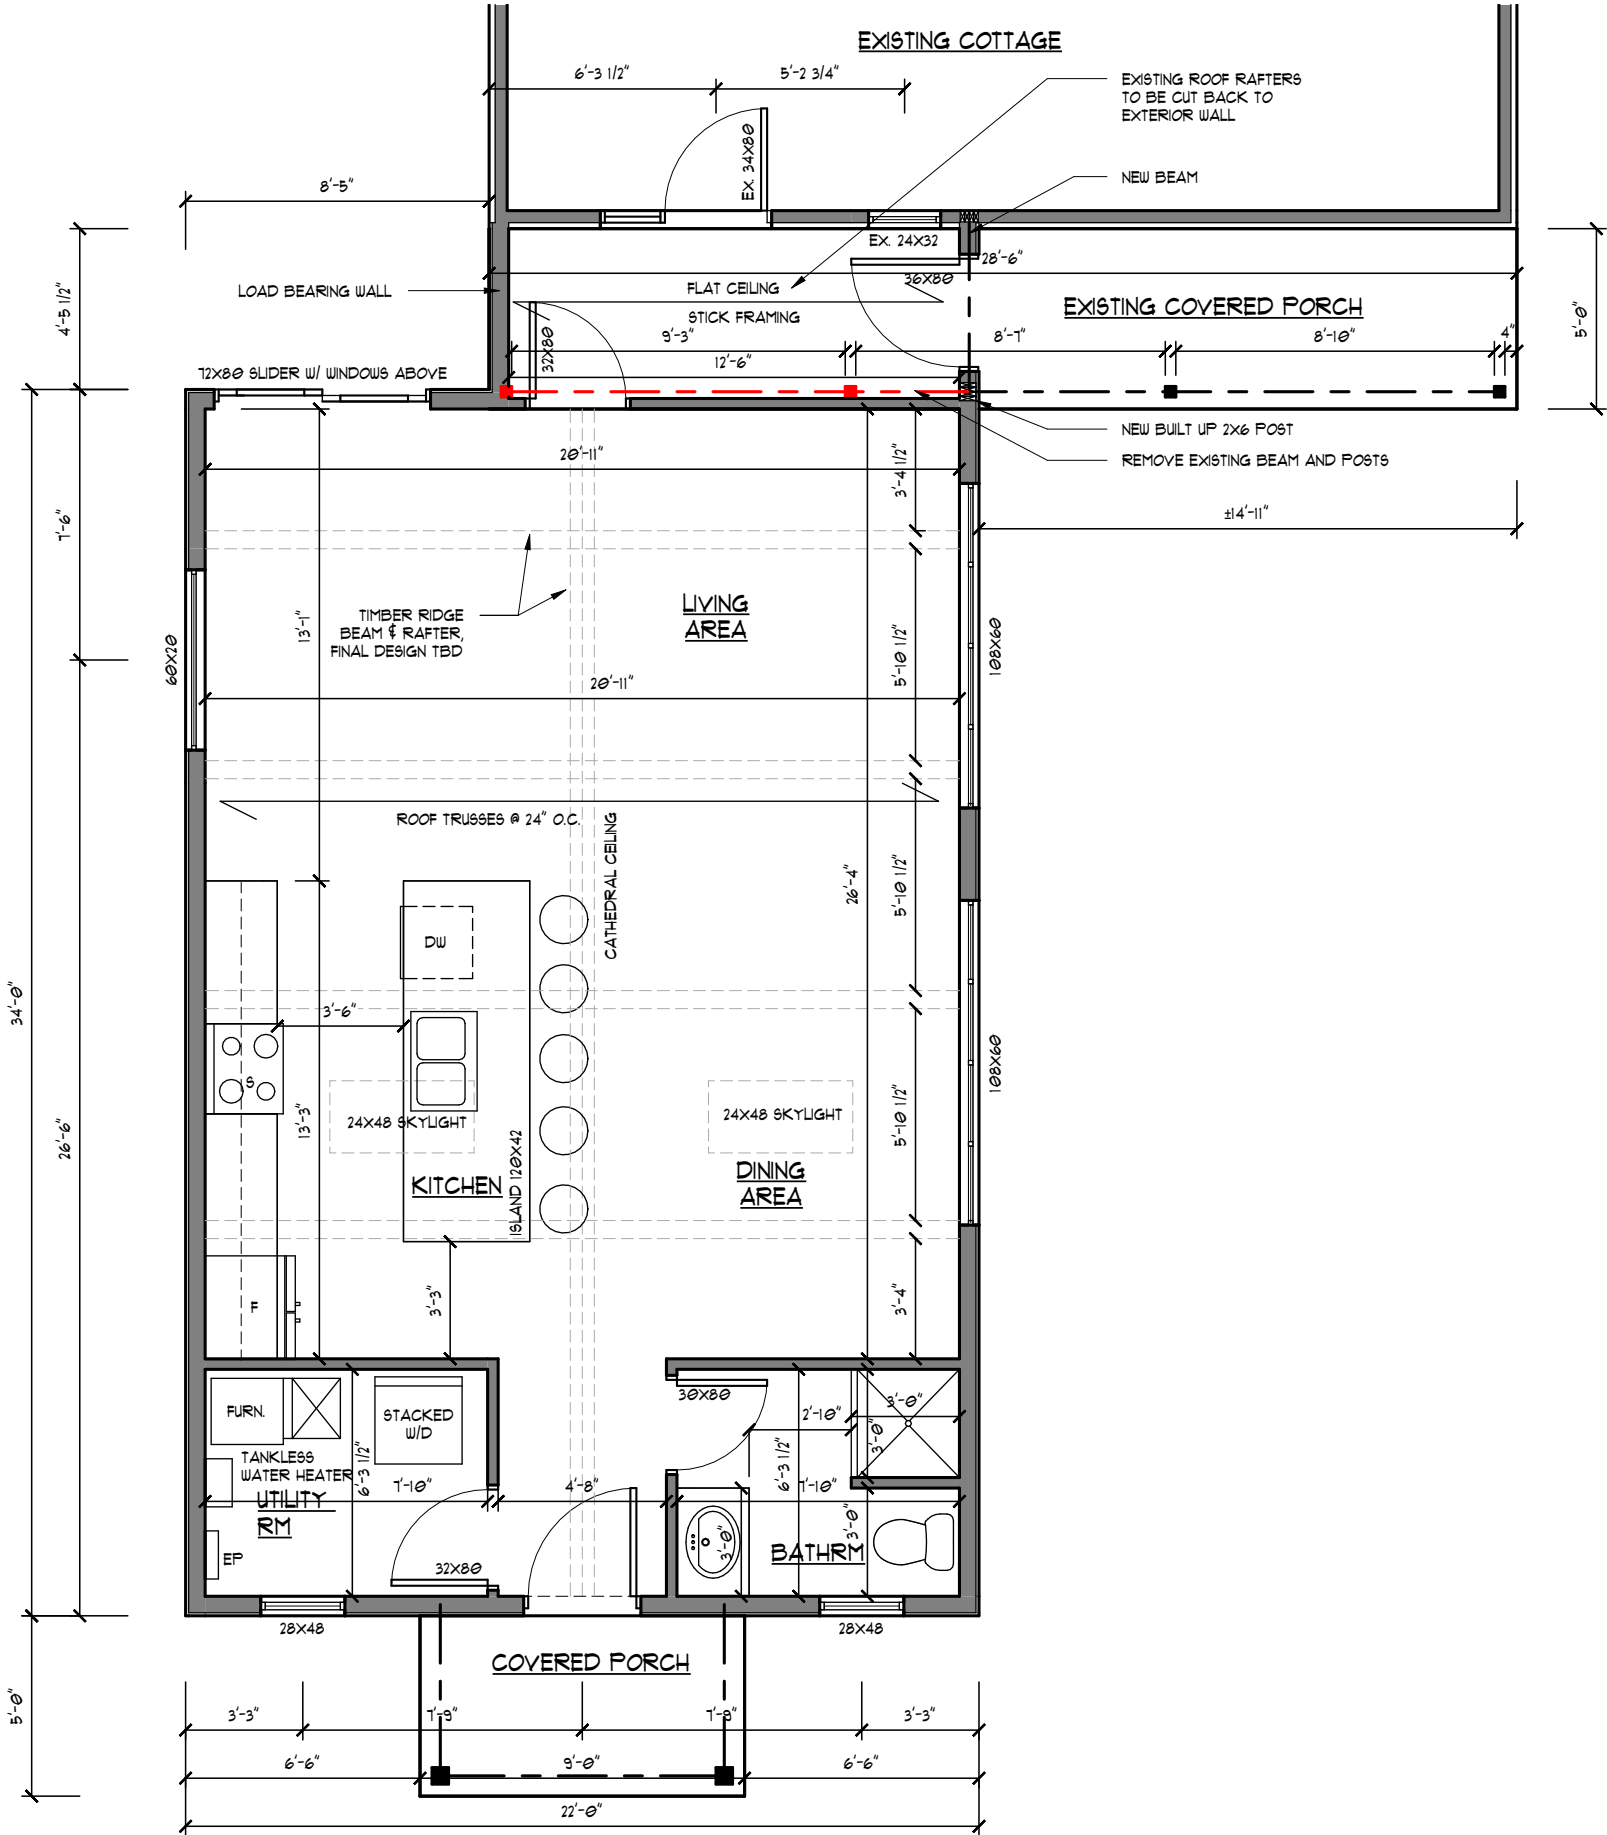 EXISTING COTTAGE
6'-3 1/2"
5'-2 3/4"
EXISTING ROOF RAFTERS
TO BE CUT BACK TO
EXTERIOR WALL
EX. 34X80
NEW BEAM
8'-5"
EX. 24X32
28'-6"
36X80
LOAD BEARING WALL
FLAT CEILING
STICK FRAMING
EXISTING COVERED PORCH
4'-5 1/2"
5'-0"
32X80
9'-3"
8'-7"
8'-10"
4"
12'-6"
72X80 SLIDER W/ WINDOWS ABOVE
NEW BUILT UP 2X6 POST
REMOVE EXISTING BEAM AND POSTS
20'-11"
3'-4 1/2"
±14'-11"
7'-6"
TIMBER RIDGE
BEAM & RAFTER,
FINAL DESIGN TBD
13'-1"
LIVING
AREA
5'-10 1/2"
108X60
60X20
20'-11"
ROOF TRUSSES @ 24" O.C.
CATHEDRAL CEILING
26'-4"
5'-10 1/2"
DW
34'-0"
3'-6"
S
24X48 SKYLIGHT
24X48 SKYLIGHT
13'-3"
26'-6"
5'-10 1/2"
108X60
KITCHEN
ISLAND 120X42
DINING
AREA
F
3'-3"
3'-4"
FURN.
STACKED
W/D
30X80
2'-10"
3'-0"
3'-0"
TANKLESS
WATER HEATER
6'-3 1/2"
6'-3 1/2"
7'-10"
4'-8"
7'-10"
UTILITY
RM
3'-0"
3'-0"
EP
32X80
BATHRM
28X48
28X48
COVERED PORCH
5'-0"
3'-3"
7'-9"
7'-9"
3'-3"
6'-6"
9'-0"
6'-6"
22'-0"